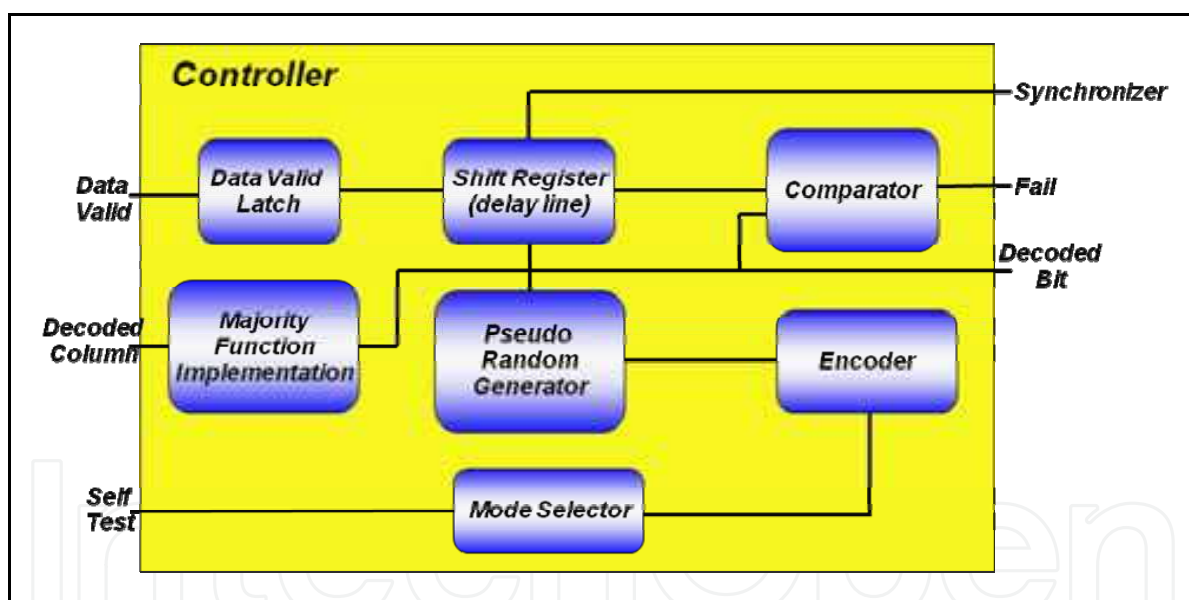 Controller
Synchronizer
Data Valid
Latch
Shift Register
(delay line)
Comparator
Data
Valid
Fail
Decoded
Bit
Decoded
Column
Majority
Function
Implementation
Pseudo
Random
Generator
Encoder
Self
Test
Mode Selector
IntechOpen